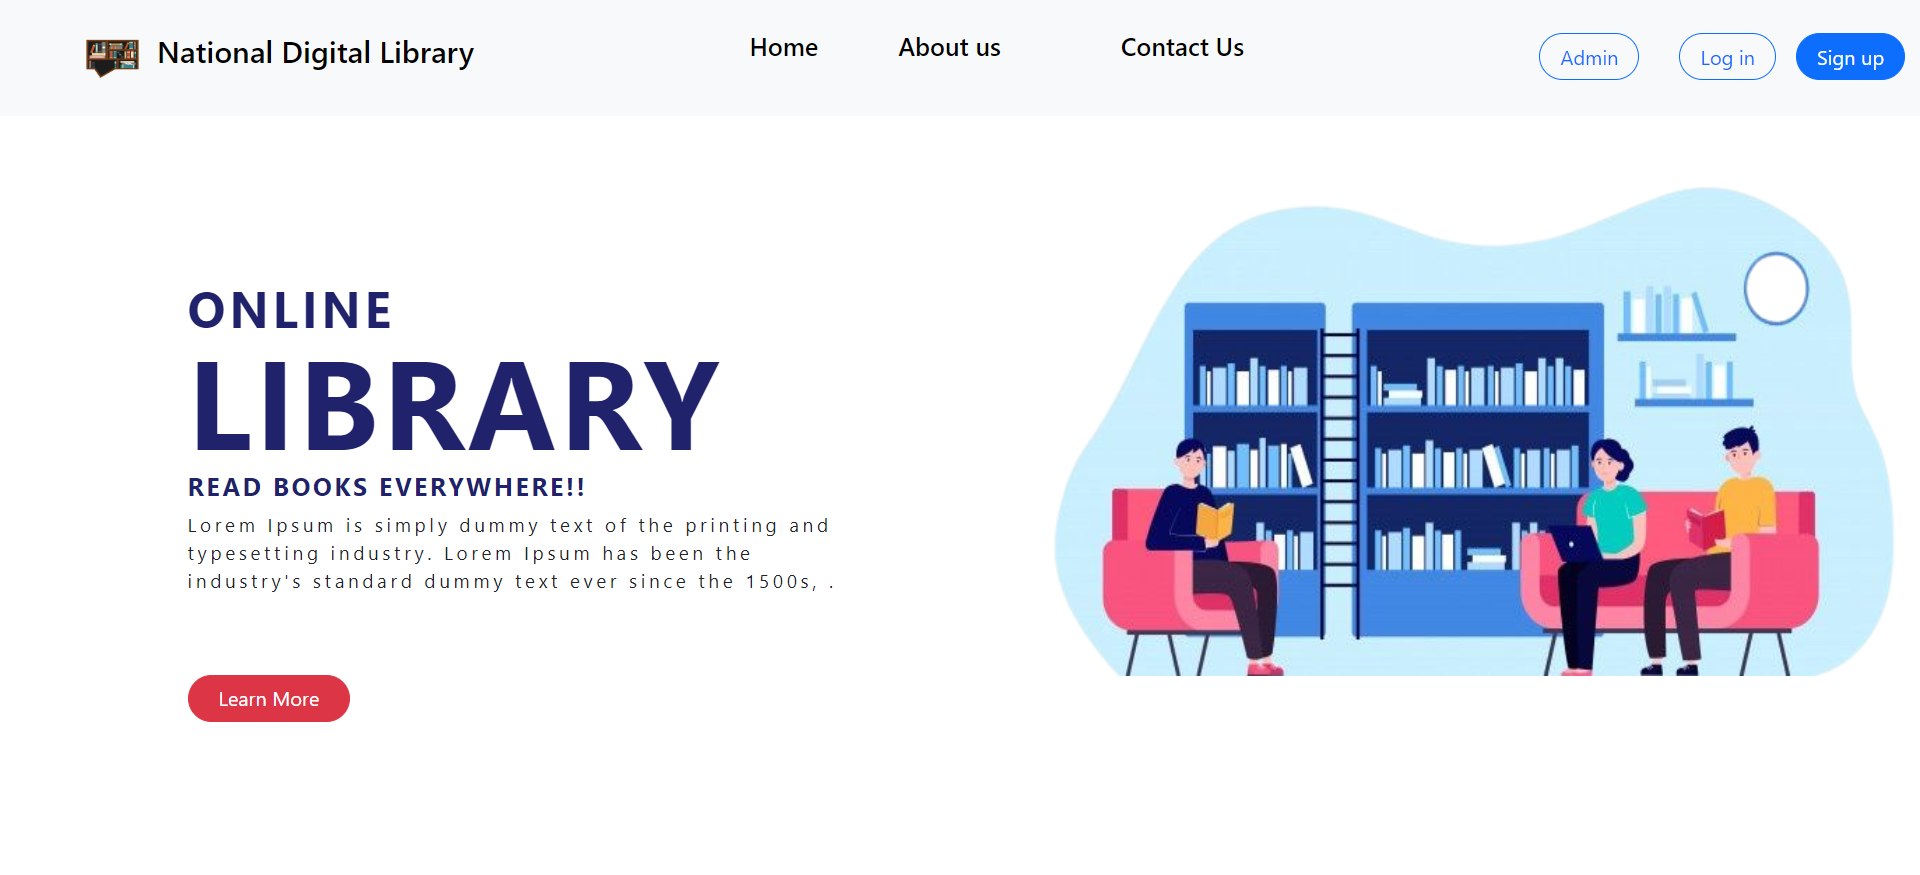 National Digital Library
Home
About us
Contact Us
Admin
Log in
Sign up
ONLINE
LIBRARY
READ BOOKS EVERYWHERE!!
Lorem Ipsum is simply dummy text of the printing and
typesetting industry. Lorem Ipsum has been the
industry's standard dummy text ever since the 1500s, .
Learn More